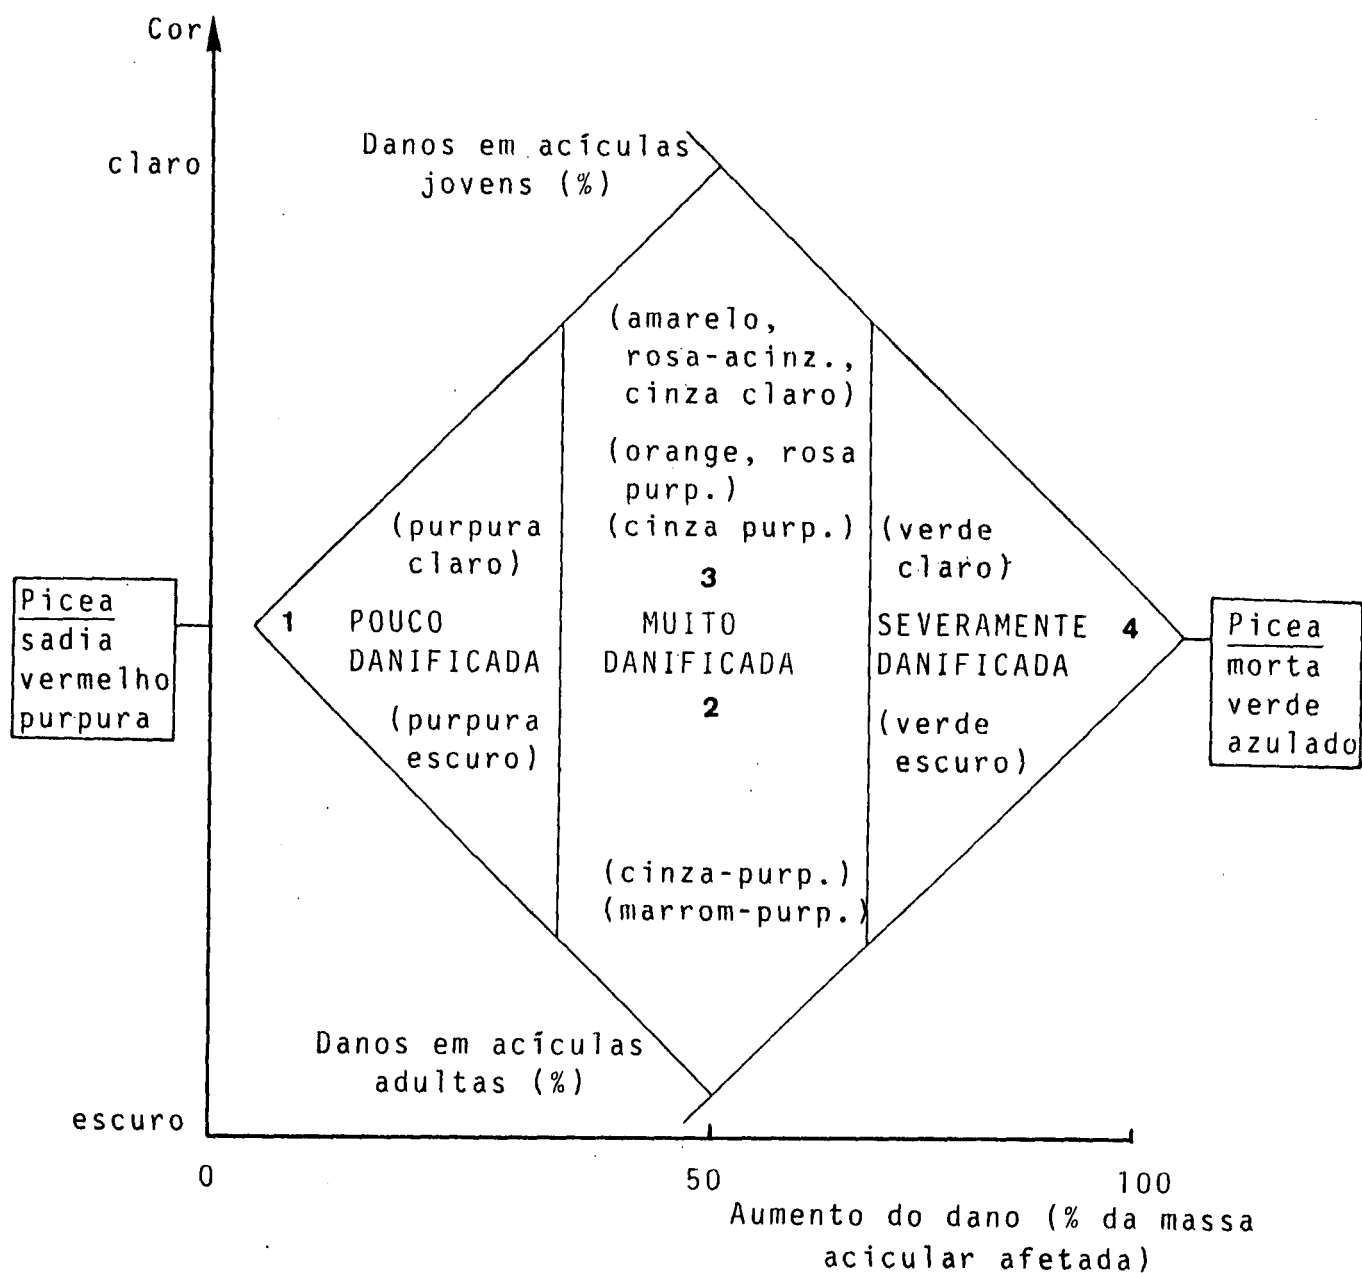 Cor
claro
Danos em acículas
jovens (%)
(amarelo,
rosa-acinz.,
cinza claro)
(orange, rosa
purp.)
(cinza purp.)
(purpura
claro)
(verde
claro)
3
Picea
sadia
vermelho
purpura
1
POUCO
DANIFICADA
MUITO
DANIFICADA
SEVERAMENTE
DANIFICADA
4
Picea
morta
verde
azulado
2
(purpura
escuro)
(verde
escuro)
(cinza-purp.)
(marrom-purp.)
Danos em acículas
adultas (%)
escuro
0
50
100
Aumento do dano (% da massa
acicular afetada)